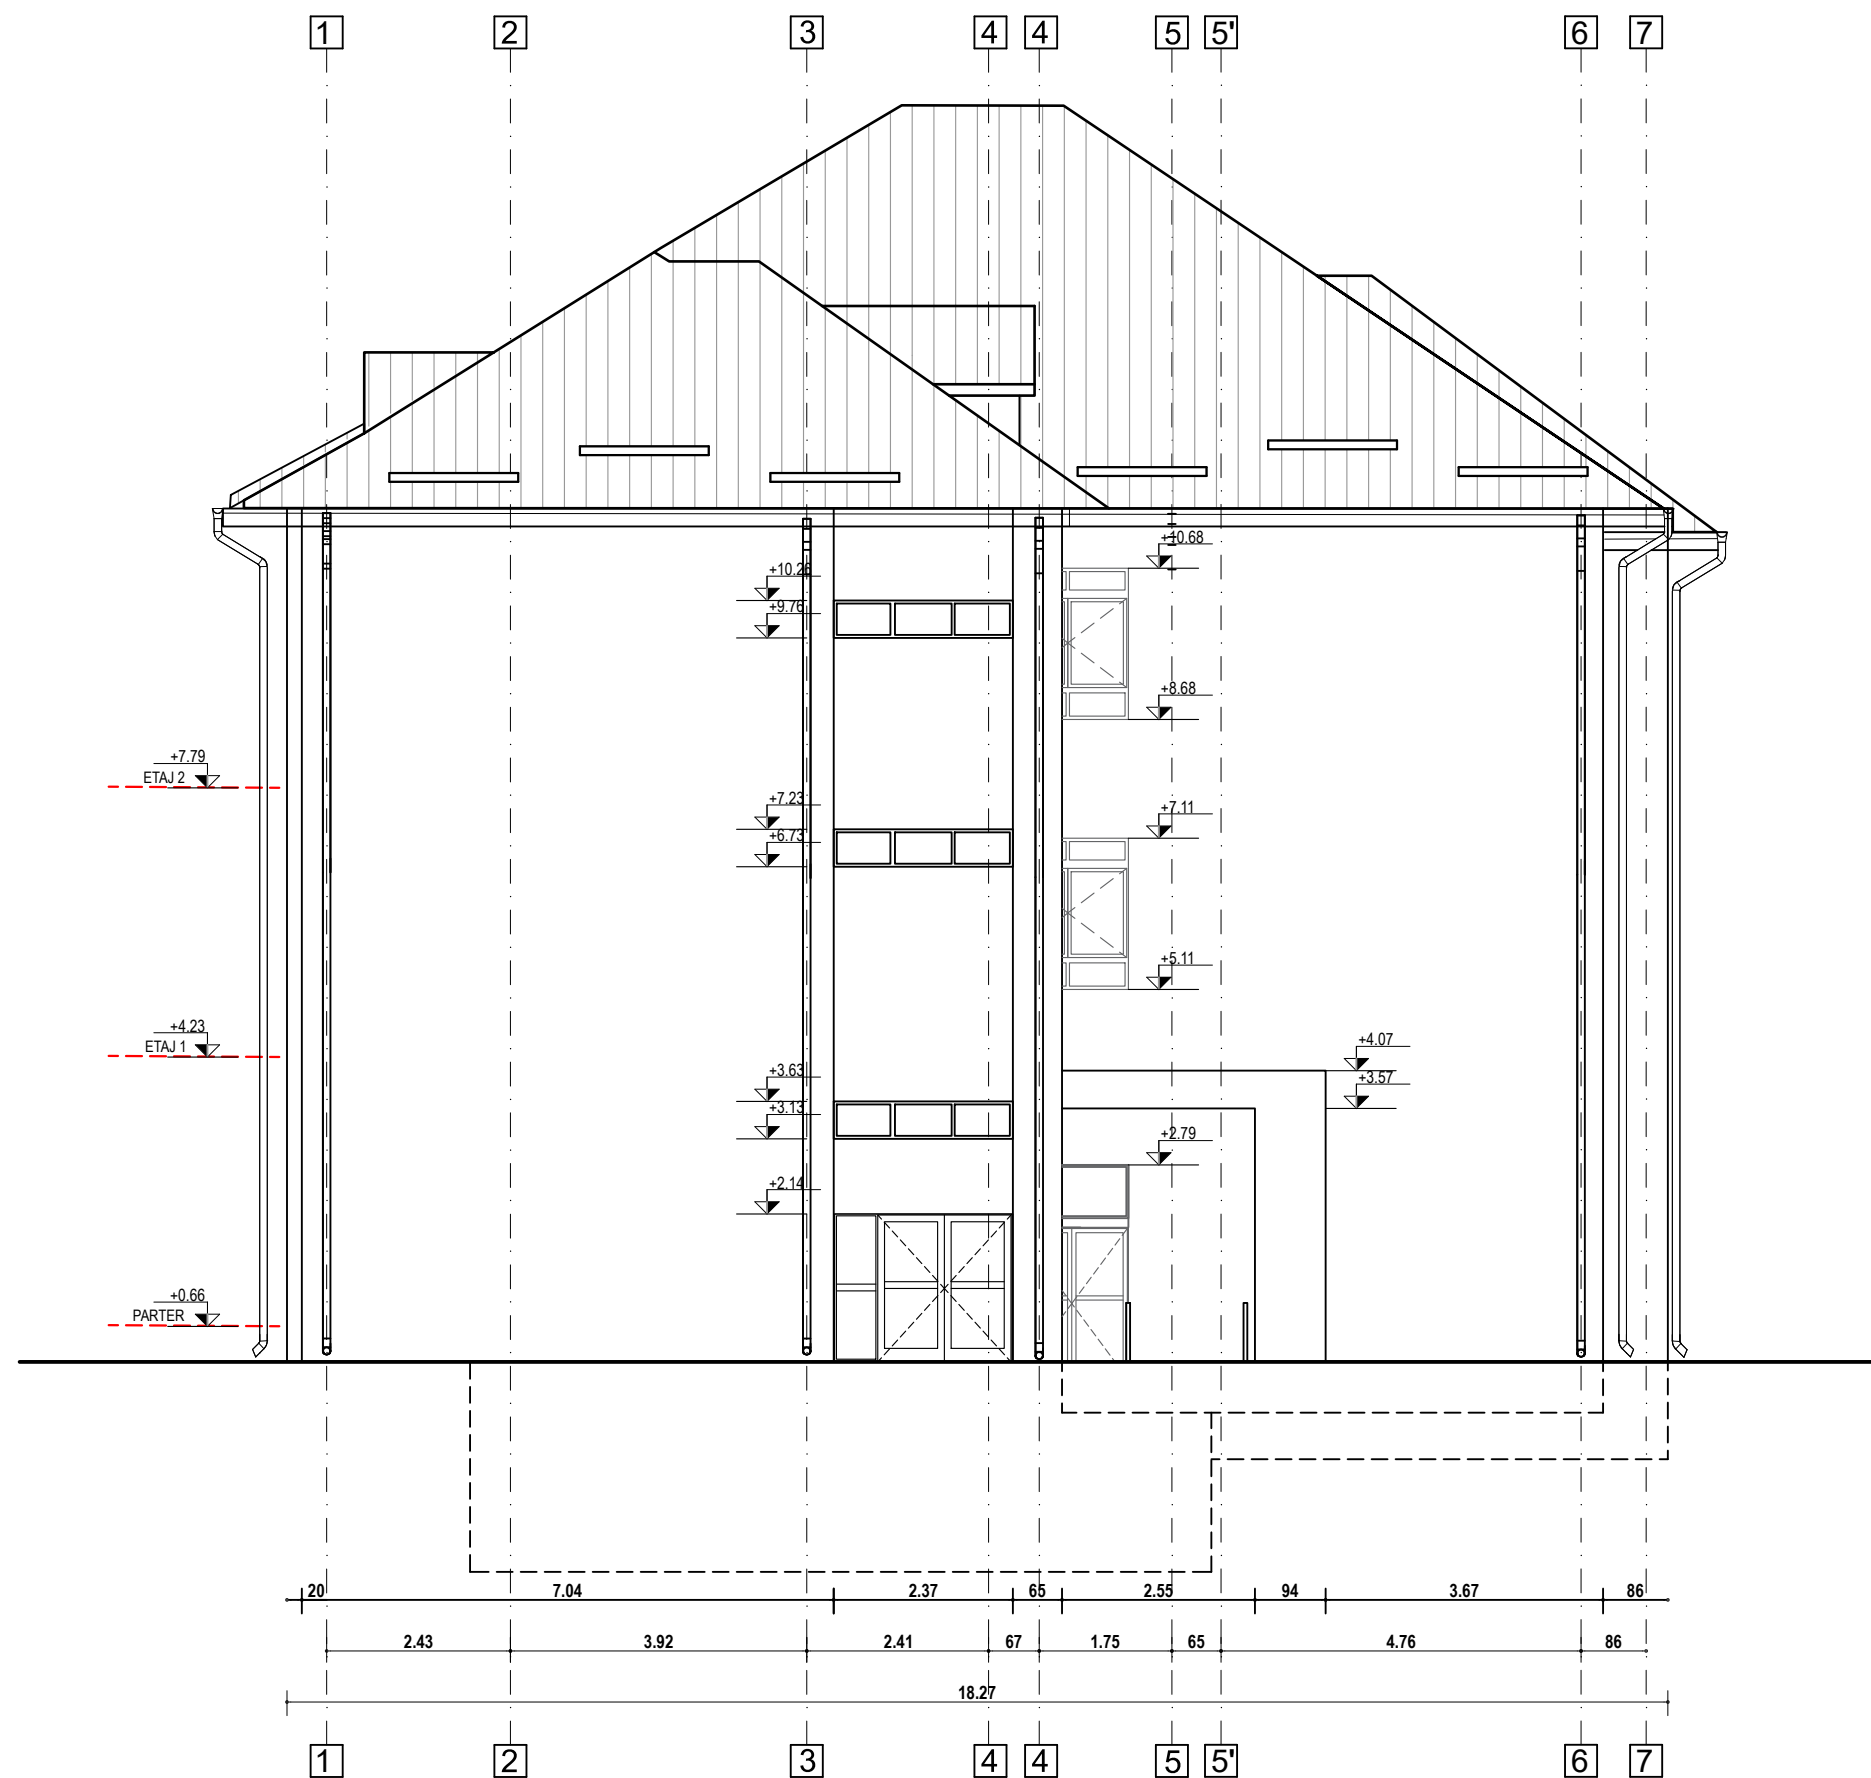 1 2 3 4 4 5 5' 6 7
+10.68
+10.26
+9.76
+8.68
+7.79
ETAJ 2
+7.23
+7.11
+6.73
+5.11
+4.23
ETAJ 1
+4.07
+3.63
+3.57
+3.13
+2.79
+2.14
+0.66
PARTER
20 7.04 2.37 65 2.55 94 3.67 86
2.43 3.92 2.41 67 1.75 65 4.76 86
18.27
1 2 3 4 4 5 5' 6 7